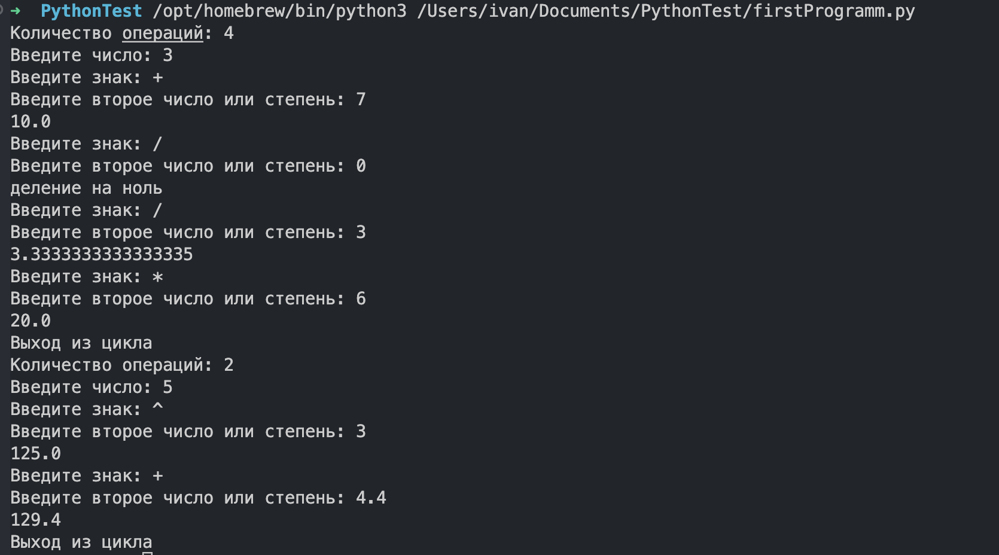 ➜  PythonTest /opt/homebrew/bin/python3 /Users/ivan/Documents/PythonTest/firstProgramm.py
Количество операций: 4
Введите число: 3
Введите знак: +
Введите второе число или степень: 7
10.0
Введите знак: /
Введите второе число или степень: 0
деление на ноль
Введите знак: /
Введите второе число или степень: 3
3.3333333333333335
Введите знак: *
Введите второе число или степень: 6
20.0
Выход из цикла
Количество операций: 2
Введите число: 5
Введите знак: ^
Введите второе число или степень: 3
125.0
Введите знак: +
Введите второе число или степень: 4.4
129.4
Выход из цикла